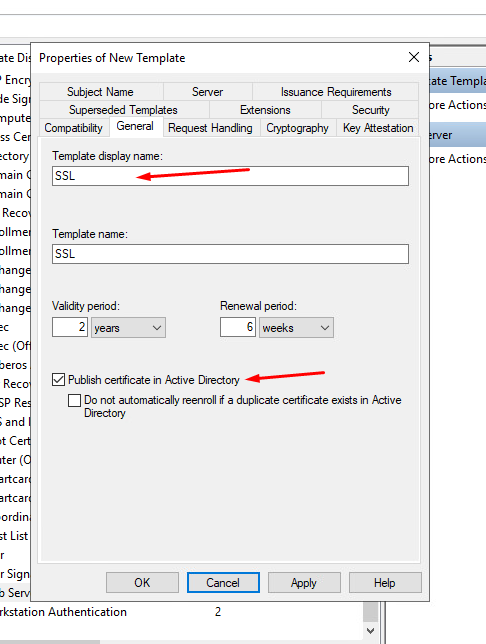 Properties of New Template
Subject Name
Server
Issuance Requirements
Superseded Templates
Extensions
Security
Compatibility
General
Request Handling
Cryptography
Key Attestation
Template display name:
SSL
Template name:
SSL
Validity period:
Renewal period:
2 years
6 weeks
Publish certificate in Active Directory
Do not automatically reenroll if a duplicate certificate exists in Active
Directory
OK
Cancel
Apply
Help
rkstation Authentication
2
ate Templa
ore Actions
erver
ore Actions